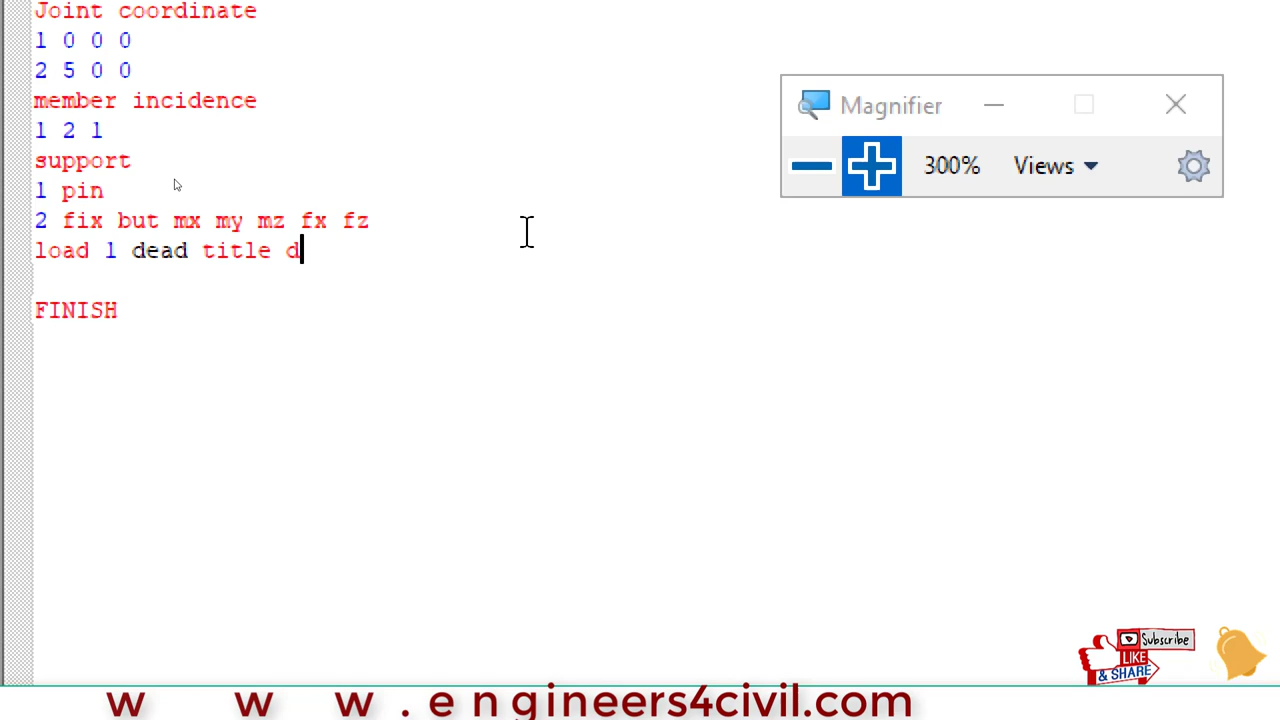 Joint coordinate
1 0 0 0
2 5 0 0
member incidence
1 2 1
support
1 pin
2 fix but mx my mz fx fz
load 1 dead title d
FINISH
Magnifier
300% Views
Subscribe
LIKE
& SHARE
www.engineers4civil.com